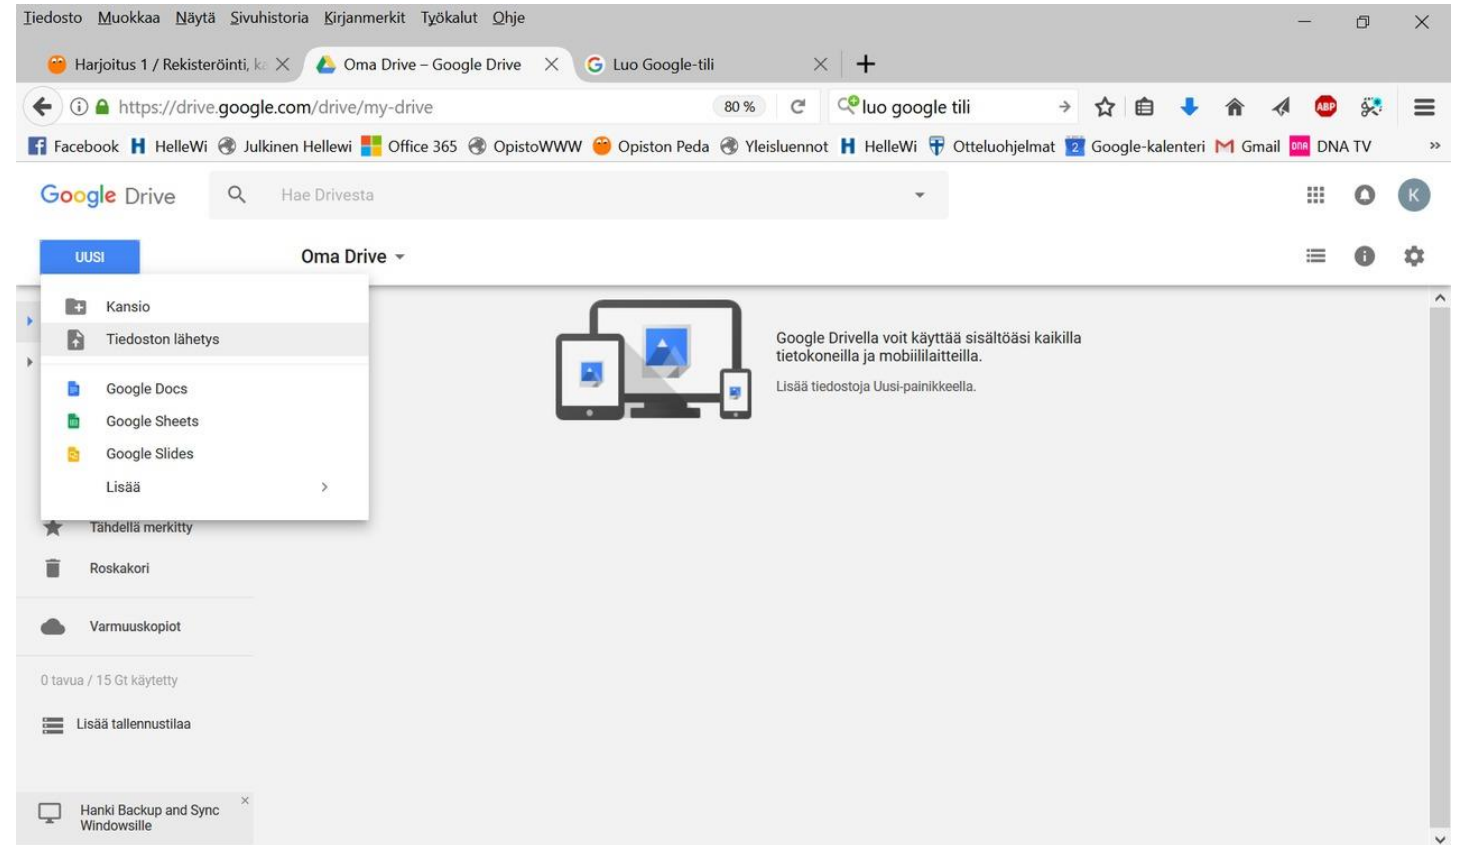 Tiedosto Muokkaa Näytä Sivuhistoria Kirjanmerkit Työkalut Ohje
Harjoitus 1 / Rekisteröinti, ka
Oma Drive – Google Drive
Luo Google-tili
https://drive.google.com/drive/my-drive
80 %
luo google tili
ABP
Facebook
HelleWi
Julkinen Hellewi
Office 365
OpistoWWW
Opiston Peda
Yleisluennot
HelleWi
Otteluohjelmat
2
Google-kalenteri
Gmail
DNA
DNA TV
Google Drive
Hae Drivesta
K
UUSI
Oma Drive
Kansio
Tiedoston lähetys
Google Docs
Google Sheets
Google Slides
Lisää
Tähdellä merkitty
Roskakori
Varmuuskopiot
0 tavua / 15 Gt käytetty
Lisää tallennustilaa
Hanki Backup and Sync
Windowsille
Google Drivella voit käyttää sisältöäsi kaikilla
tietokoneilla ja mobiililaitteilla.
Lisää tiedostoja Uusi-painikkeella.